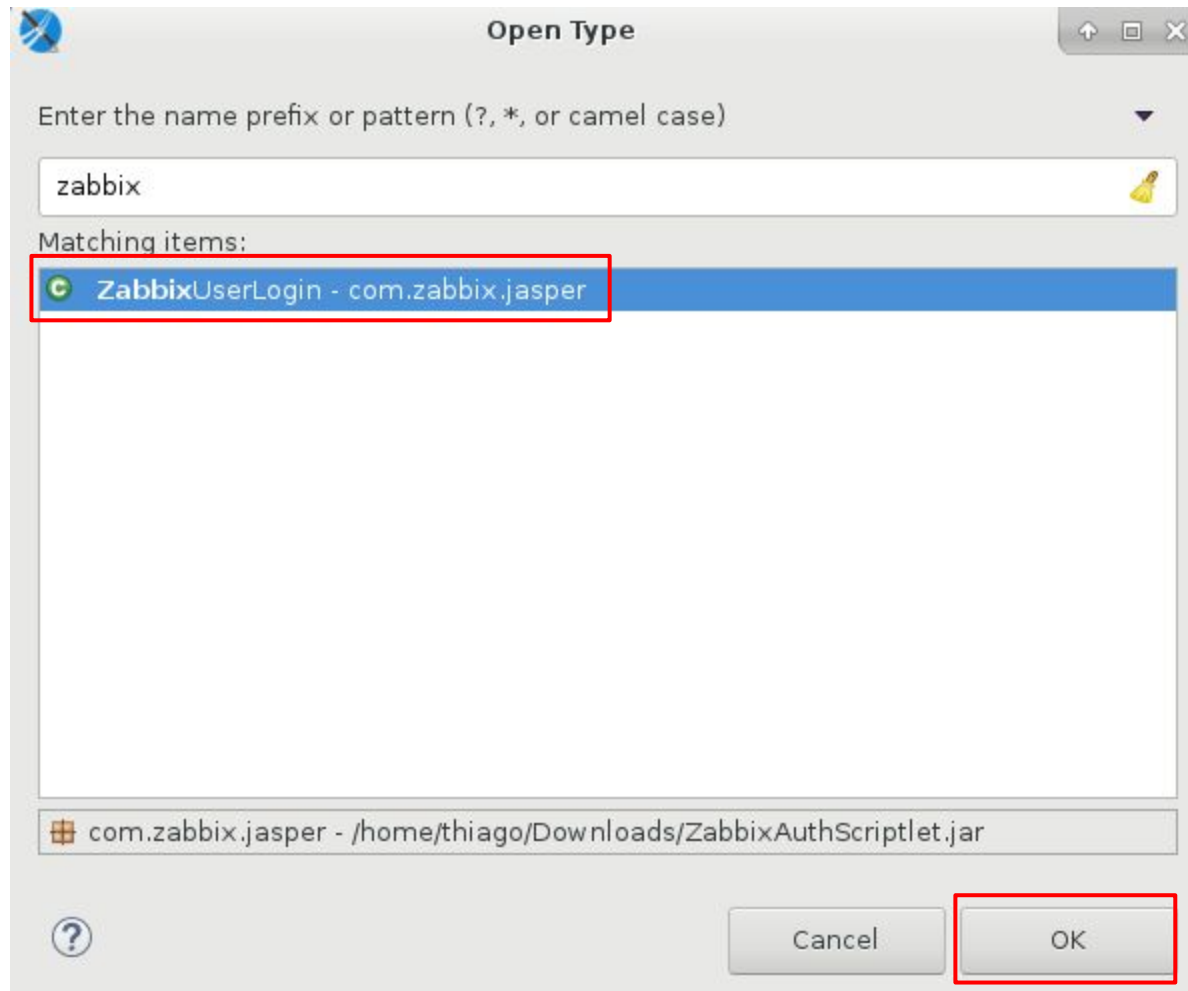 Open Type
Enter the name prefix or pattern (?, *, or camel case)
zabbix
Matching items:
C ZabbixUserLogin - com.zabbix.jasper
com.zabbix.jasper - /home/thiago/Downloads/ZabbixAuthScriptlet.jar
? Cancel OK